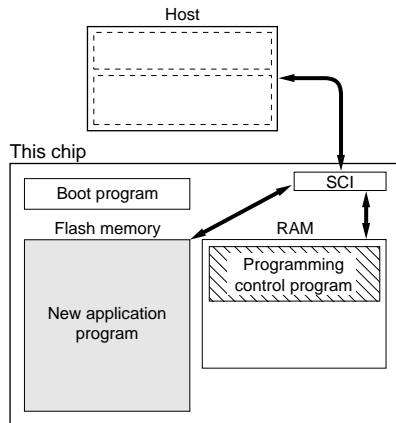 Host
This chip
SCI
Boot program
Flash memory
RAM
Programming
control program
New application
program